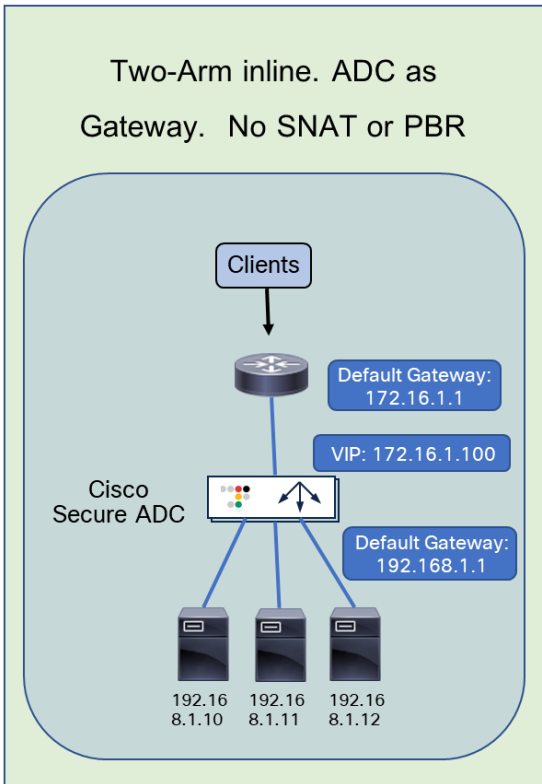 Two-Arm inline. ADC as
Gateway. No SNAT or PBR
Clients
Default Gateway:
172.16.1.1
VIP: 172.16.1.100
Cisco
Secure ADC
Default Gateway:
192.168.1.1
192.16
8.1.10
192.16
8.1.11
192.16
8.1.12